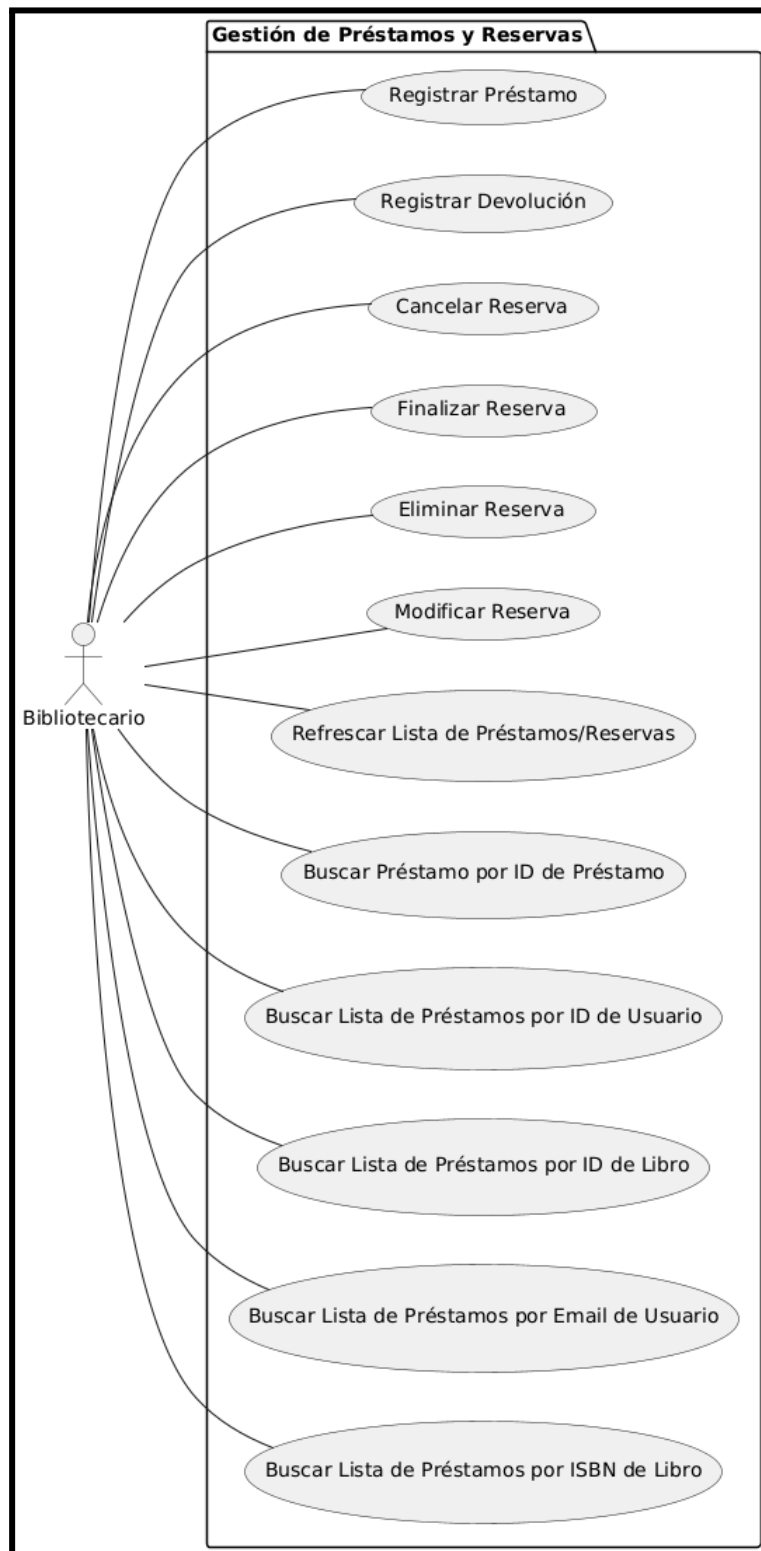 Gestión de Préstamos y Reservas
Registrar Préstamo
Registrar Devolución
Cancelar Reserva
Finalizar Reserva
Eliminar Reserva
Modificar Reserva
Bibliotecario
Refrescar Lista de Préstamos/Reservas
Buscar Préstamo por ID de Préstamo
Buscar Lista de Préstamos por ID de Usuario
Buscar Lista de Préstamos por ID de Libro
Buscar Lista de Préstamos por Email de Usuario
Buscar Lista de Préstamos por ISBN de Libro